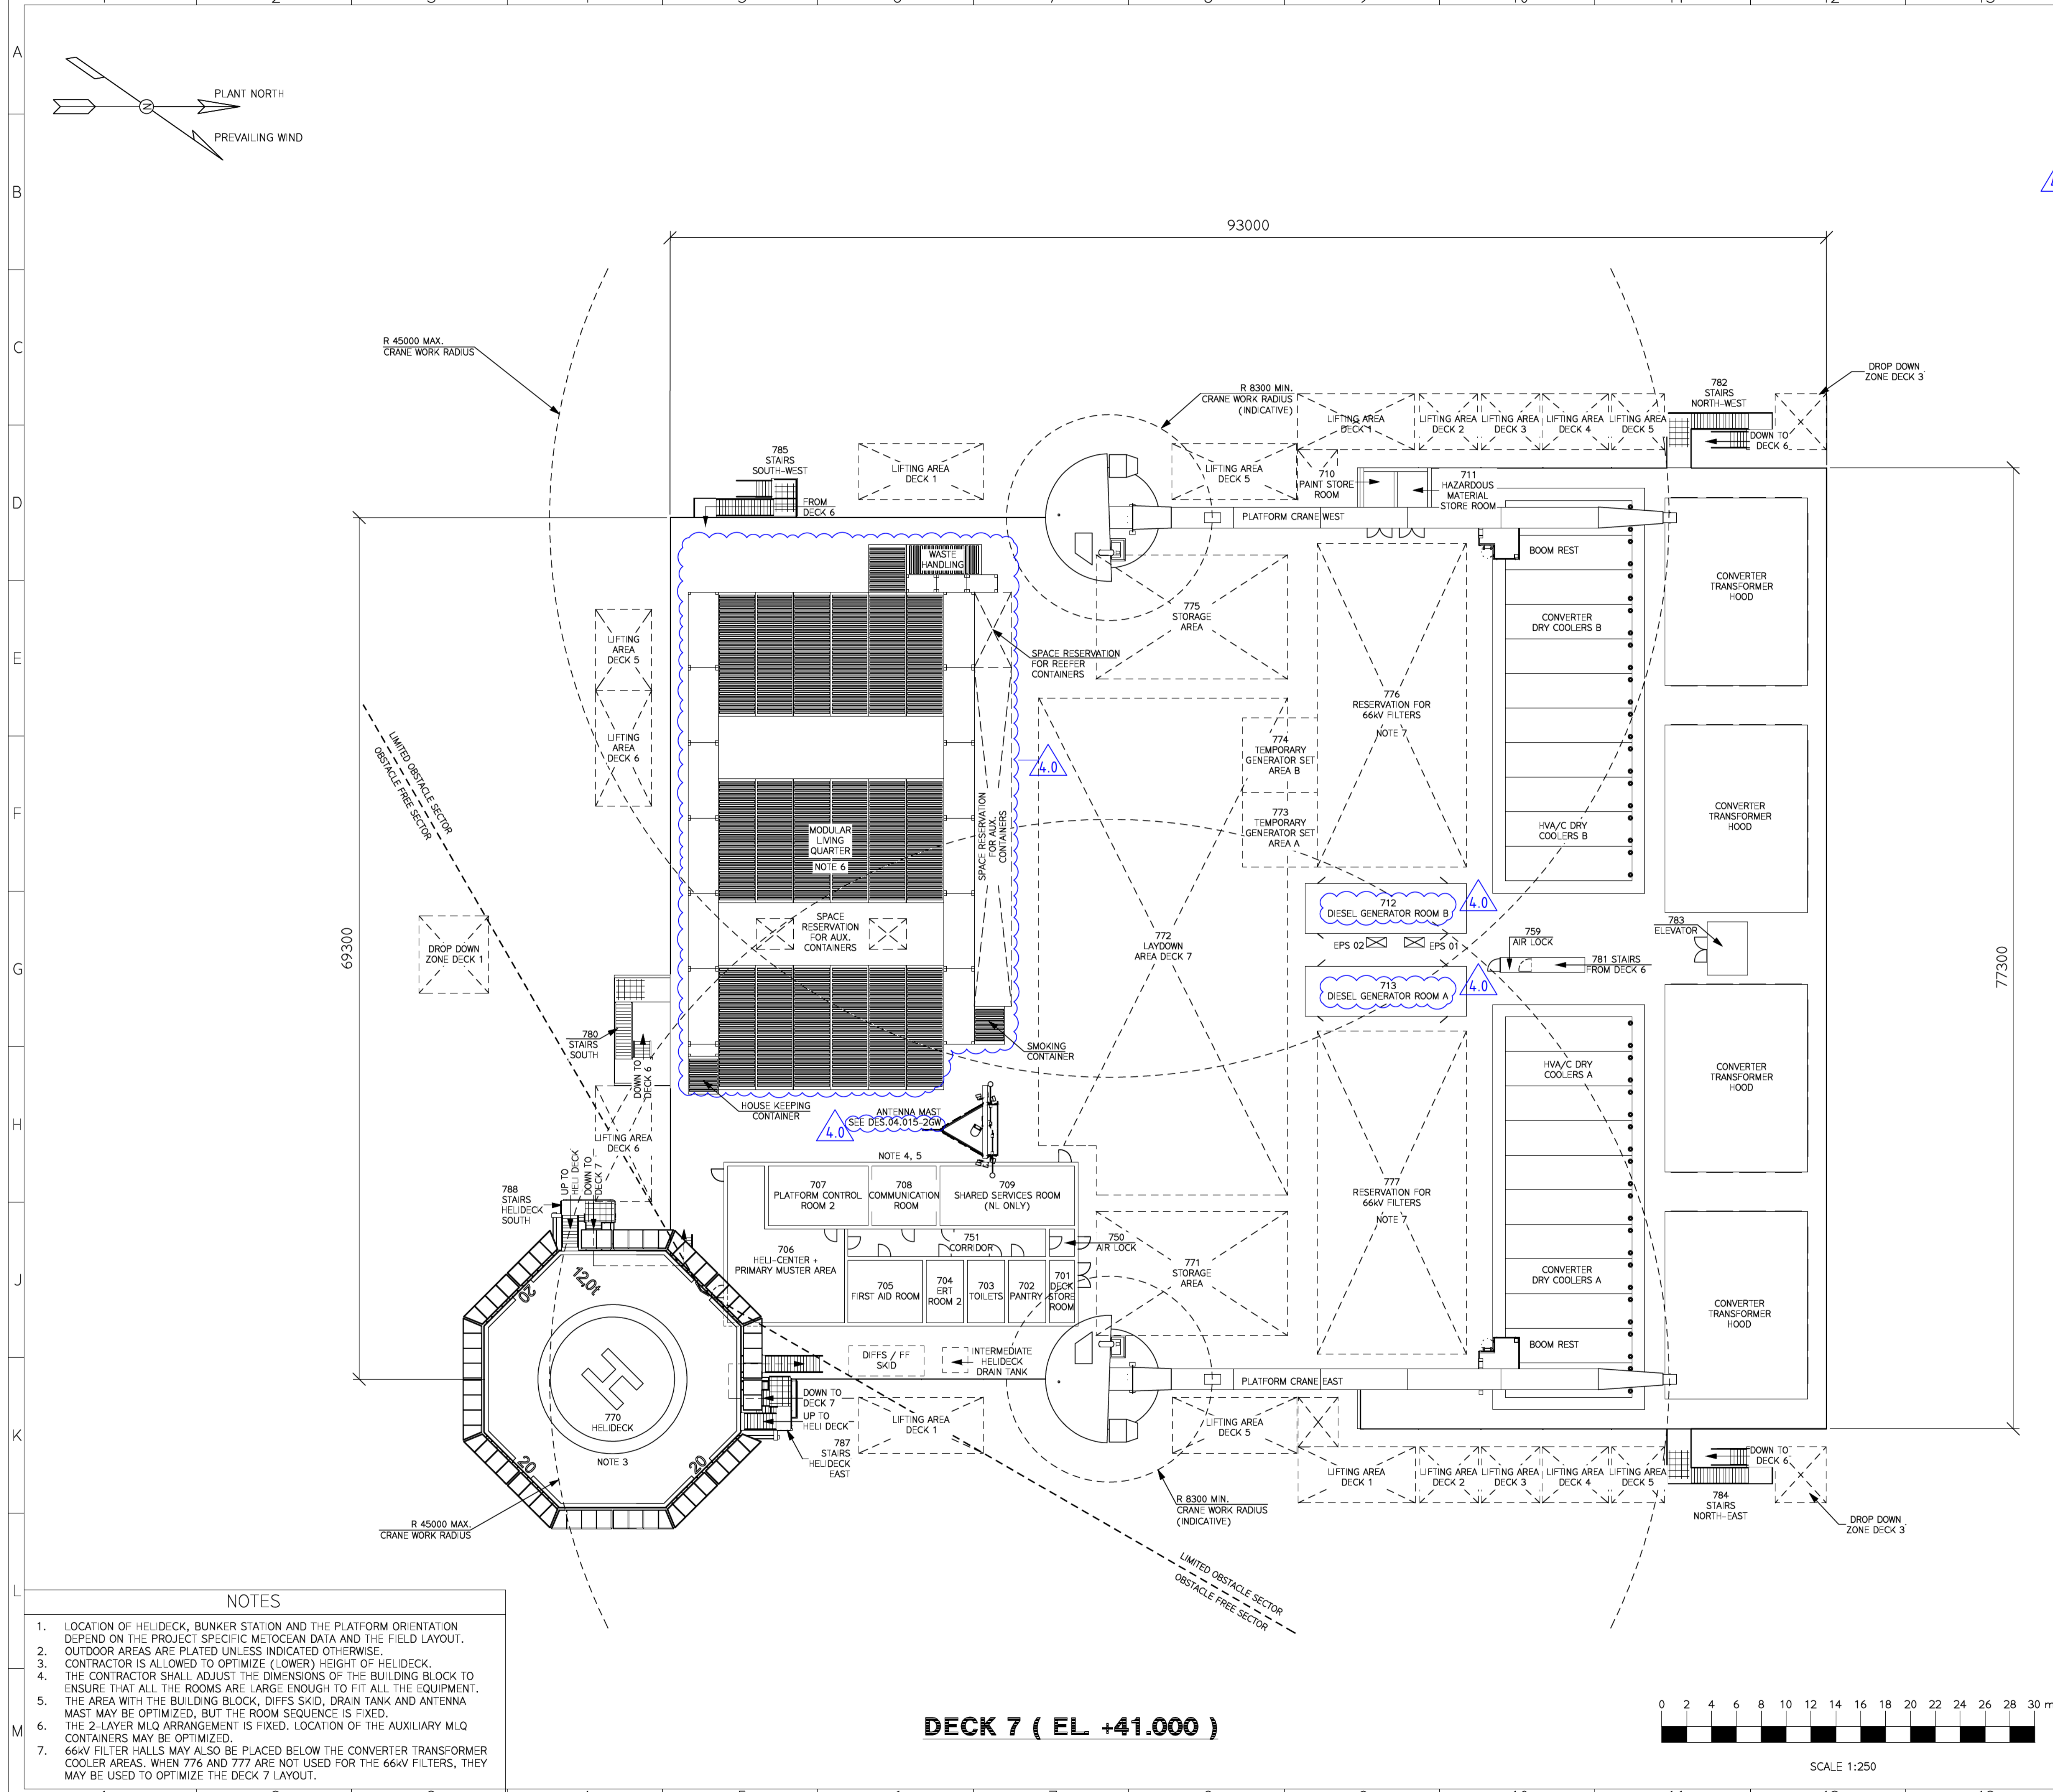 A
PLANT NORTH
N
PREVAILING WIND
B
93000
C
R 45000 MAX.
CRANE WORK RADIUS
R 8300 MIN.
CRANE WORK RADIUS
(INDICATIVE)
782
STAIRS
NORTH-WEST
DROP DOWN
ZONE DECK 3
LIFTING AREA
DECK 1
LIFTING AREA
DECK 2
LIFTING AREA
DECK 3
LIFTING AREA
DECK 4
LIFTING AREA
DECK 5
DOWN TO
DECK 6
785
STAIRS
SOUTH-WEST
LIFTING AREA
DECK 1
LIFTING AREA
DECK 5
D
FROM
DECK 6
710
PAINT STORE
ROOM
711
HAZARDOUS
MATERIAL
STORE ROOM
PLATFORM CRANE WEST
BOOM REST
WASTE
HANDLING
CONVERTER
TRANSFORMER
HOOD
775
STORAGE
AREA
CONVERTER
DRY COOLERS B
E
LIFTING
AREA
DECK 5
SPACE RESERVATION
FOR REEFER
CONTAINERS
776
RESERVATION FOR
66kV FILTERS
NOTE 7
LIFTING
AREA
DECK 6
774
TEMPORARY
GENERATOR SET
AREA B
4.0
LIMITED OBSTACLE SECTOR
OBSTACLE FREE SECTOR
F
773
TEMPORARY
GENERATOR SET
AREA A
MODULAR
LIVING
QUARTER
NOTE 6
SPACE RESERVATION
FOR AUX.
CONTAINERS
HVA/C DRY
COOLERS B
CONVERTER
TRANSFORMER
HOOD
712
DIESEL GENERATOR ROOM B
4.0
SPACE
RESERVATION
FOR AUX.
CONTAINERS
69300
DROP DOWN
ZONE DECK 1
G
772
LAYDOWN
AREA DECK 7
EPS 02
EPS 01
759
AIR LOCK
783
ELEVATOR
781 STAIRS
FROM DECK 6
77300
713
DIESEL GENERATOR ROOM A
4.0
780
STAIRS
SOUTH
DOWN TO
DECK 6
SMOKING
CONTAINER
HVA/C DRY
COOLERS A
CONVERTER
TRANSFORMER
HOOD
HOUSE KEEPING
CONTAINER
H
ANTENNA MAST
SEE DES.04.015-2GW
4.0
LIFTING AREA
DECK 6
NOTE 4, 5
UP TO
HELI DECK
DOWN TO
DECK 7
788
STAIRS
HELIDECK
SOUTH
707
PLATFORM CONTROL
ROOM 2
708
COMMUNICATION
ROOM
709
SHARED SERVICES ROOM
(NL ONLY)
777
RESERVATION FOR
66kV FILTERS
NOTE 7
751
CORRIDOR
750
AIR LOCK
706
HELI-CENTER +
PRIMARY MUSTER AREA
J
705
FIRST AID ROOM
704
ERT
ROOM 2
703
TOILETS
702
PANTRY
701
DECK
STORE
ROOM
771
STORAGE
AREA
CONVERTER
DRY COOLERS A
CONVERTER
TRANSFORMER
HOOD
12,0t
20
DIFFS / FF
SKID
INTERMEDIATE
HELIDECK
DRAIN TANK
BOOM REST
PLATFORM CRANE EAST
H
770
HELIDECK
NOTE 3
20
20
DOWN TO
DECK 7
UP TO
HELI DECK
787
STAIRS
HELIDECK
EAST
K
LIFTING AREA
DECK 1
LIFTING AREA
DECK 5
LIFTING AREA
DECK 1
LIFTING AREA
DECK 2
LIFTING AREA
DECK 3
LIFTING AREA
DECK 4
LIFTING AREA
DECK 5
DOWN TO
DECK 6
784
STAIRS
NORTH-EAST
DROP DOWN
ZONE DECK 3
R 8300 MIN.
CRANE WORK RADIUS
(INDICATIVE)
R 45000 MAX.
CRANE WORK RADIUS
LIMITED OBSTACLE SECTOR
OBSTACLE FREE SECTOR
L
NOTES
1. LOCATION OF HELIDECK, BUNKER STATION AND THE PLATFORM ORIENTATION
DEPEND ON THE PROJECT SPECIFIC METOCEAN DATA AND THE FIELD LAYOUT.
2. OUTDOOR AREAS ARE PLATED UNLESS INDICATED OTHERWISE.
3. CONTRACTOR IS ALLOWED TO OPTIMIZE (LOWER) HEIGHT OF HELIDECK.
4. THE CONTRACTOR SHALL ADJUST THE DIMENSIONS OF THE BUILDING BLOCK TO
ENSURE THAT ALL THE ROOMS ARE LARGE ENOUGH TO FIT ALL THE EQUIPMENT.
5. THE AREA WITH THE BUILDING BLOCK, DIFFS SKID, DRAIN TANK AND ANTENNA
MAST MAY BE OPTIMIZED, BUT THE ROOM SEQUENCE IS FIXED.
6. THE 2-LAYER MLQ ARRANGEMENT IS FIXED. LOCATION OF THE AUXILIARY MLQ
CONTAINERS MAY BE OPTIMIZED.
7. 66kV FILTER HALLS MAY ALSO BE PLACED BELOW THE CONVERTER TRANSFORMER
COOLER AREAS. WHEN 776 AND 777 ARE NOT USED FOR THE 66kV FILTERS, THEY
MAY BE USED TO OPTIMIZE THE DECK 7 LAYOUT.
M
DECK 7 ( EL. +41.000 )
0 2 4 6 8 10 12 14 16 18 20 22 24 26 28 30 m
SCALE 1:250